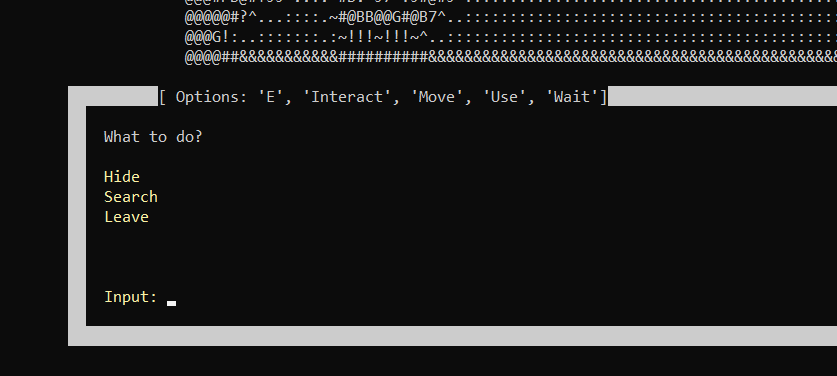 [ Options: 'E', 'Interact', 'Move', 'Use', 'Wait']
What to do?
Hide
Search
Leave
Input: